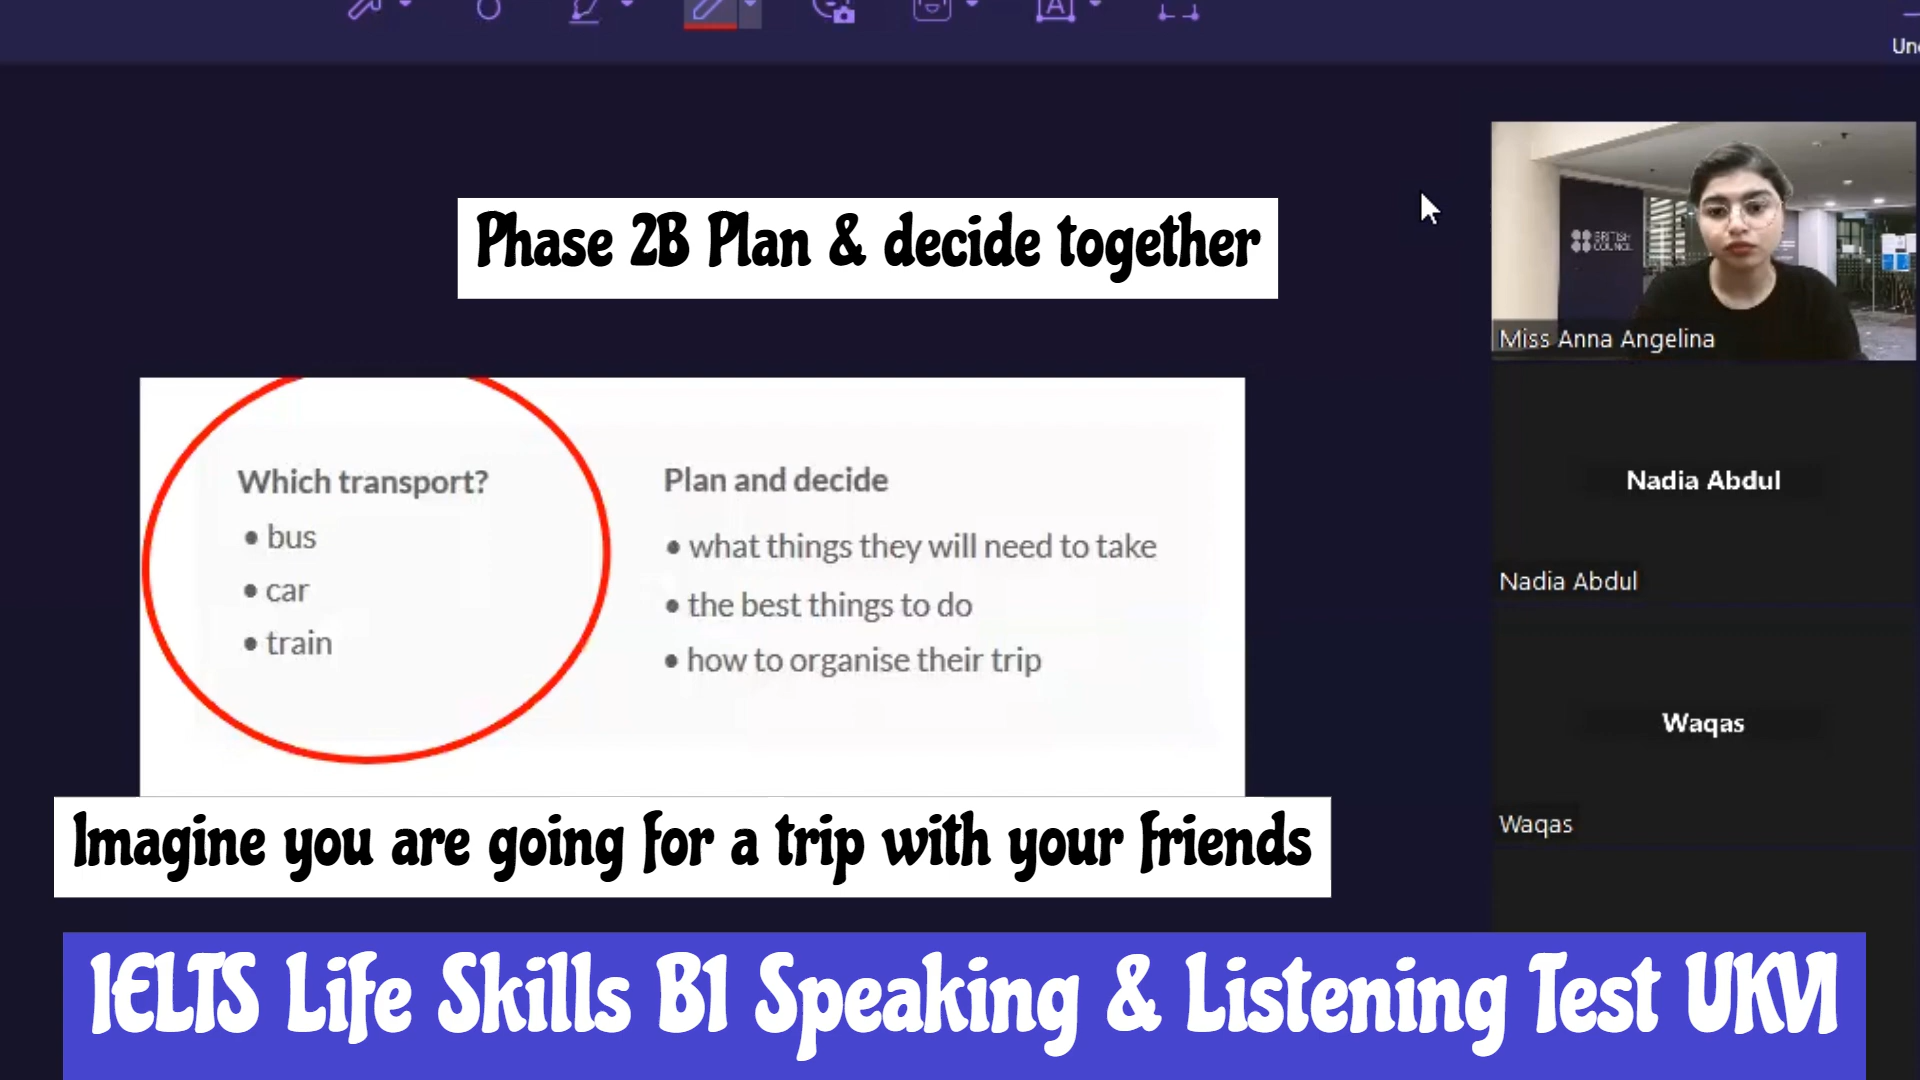 Phase 2B Plan & decide together
BRITISH
COUNCIL
Miss Anna Angelina
Which transport?
• bus
• car
• train
Plan and decide
• what things they will need to take
• the best things to do
• how to organise their trip
Nadia Abdul
Nadia Abdul
Waqas
Waqas
Imagine you are going for a trip with your friends
IELTS Life Skills B1 Speaking & Listening Test UKVI